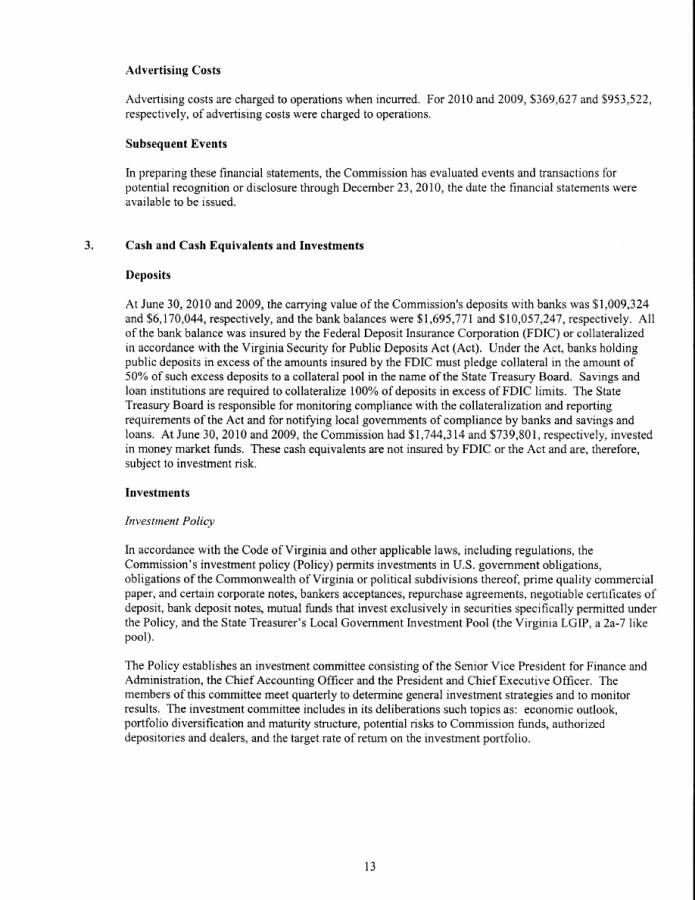 Advertising Costs
Advertising costs are charged to operations when incurred. For 2010 and 2009, $369,627 and $953,522,
respectively, of advertising costs were charged to operations.
Subsequent Events
In preparing these financial statements, the Commission has evaluated events and transactions for
potential recognition or disclosure through December 23, 2010, the date the financial statements were
available to be issued.
3. Cash and Cash Equivalents and Investments
Deposits
At June 30, 2010 and 2009, the carrying value of the Commission's deposits with banks was $1,009,324
and $6,170,044, respectively, and the bank balances were $1,695,771 and $10,057,247, respectively. All
of the bank balance was insured by the Federal Deposit Insurance Corporation (FDIC) or collateralized
in accordance with the Virginia Security for Public Deposits Act (Act). Under the Act, banks holding
public deposits in excess of the amounts insured by the FDIC must pledge collateral in the amount of
50% of such excess deposits to a collateral pool in the name of the State Treasury Board. Savings and
loan institutions are required to collateralize 100% of deposits in excess of FDIC limits. The State
Treasury Board is responsible for monitoring compliance with the collateralization and reporting
requirements of the Act and for notifying local governments of compliance by banks and savings and
loans. At June 30, 2010 and 2009, the Commission had $1,744,314 and $739,801, respectively, invested
in money market funds. These cash equivalents are not insured by FDIC or the Act and are, therefore,
subject to investment risk.
Investments
Investment Policy
In accordance with the Code of Virginia and other applicable laws, including regulations, the
Commission's investment policy (Policy) permits investments in U.S. government obligations,
obligations of the Commonwealth of Virginia or political subdivisions thereof, prime quality commercial
paper, and certain corporate notes, bankers acceptances, repurchase agreements, negotiable certificates of
deposit, bank deposit notes, mutual funds that invest exclusively in securities specifically permitted under
the Policy, and the State Treasurer's Local Government Investment Pool (the Virginia LGIP, a 2a-7 like
pool).
The Policy establishes an investment committee consisting of the Senior Vice President for Finance and
Administration, the Chief Accounting Officer and the President and Chief Executive Officer. The
members of this committee meet quarterly to determine general investment strategies and to monitor
results. The investment committee includes in its deliberations such topics as: economic outlook,
portfolio diversification and maturity structure, potential risks to Commission funds, authorized
depositories and dealers, and the target rate of return on the investment portfolio.
13